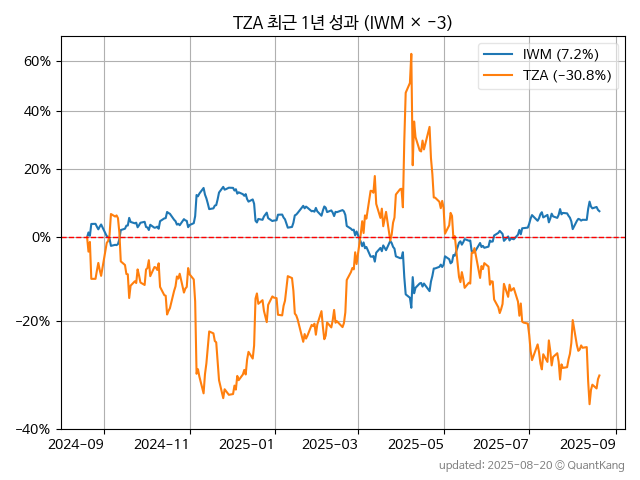 TZA 최근 1년 성과 (IWM × −3)
IWM (7.2%)
TZA (−30.8%)
60%
40%
20%
0%
−20%
−40%
2024-09 2024-11 2025-01 2025-03 2025-05 2025-07 2025-09
updated: 2025-08-20 © QuantKang